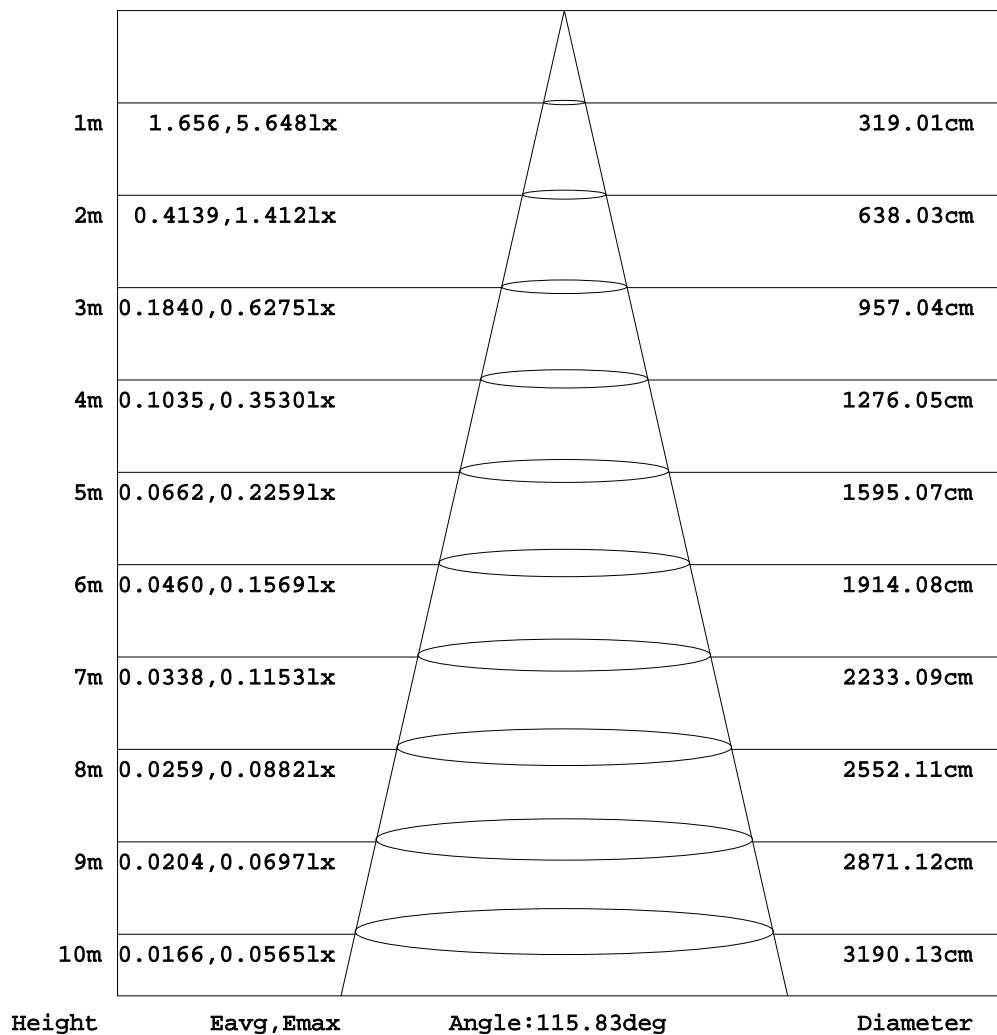 1m 1.656,5.648lx 319.01cm
2m 0.4139,1.412lx 638.03cm
3m 0.1840,0.6275lx 957.04cm
4m 0.1035,0.3530lx 1276.05cm
5m 0.0662,0.2259lx 1595.07cm
6m 0.0460,0.1569lx 1914.08cm
7m 0.0338,0.1153lx 2233.09cm
8m 0.0259,0.0882lx 2552.11cm
9m 0.0204,0.0697lx 2871.12cm
10m 0.0166,0.0565lx 3190.13cm
Height Eavg,Emax Angle:115.83deg Diameter